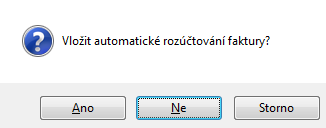 Vložit automatické rozúčtování faktury?
Ano
Ne
Storno